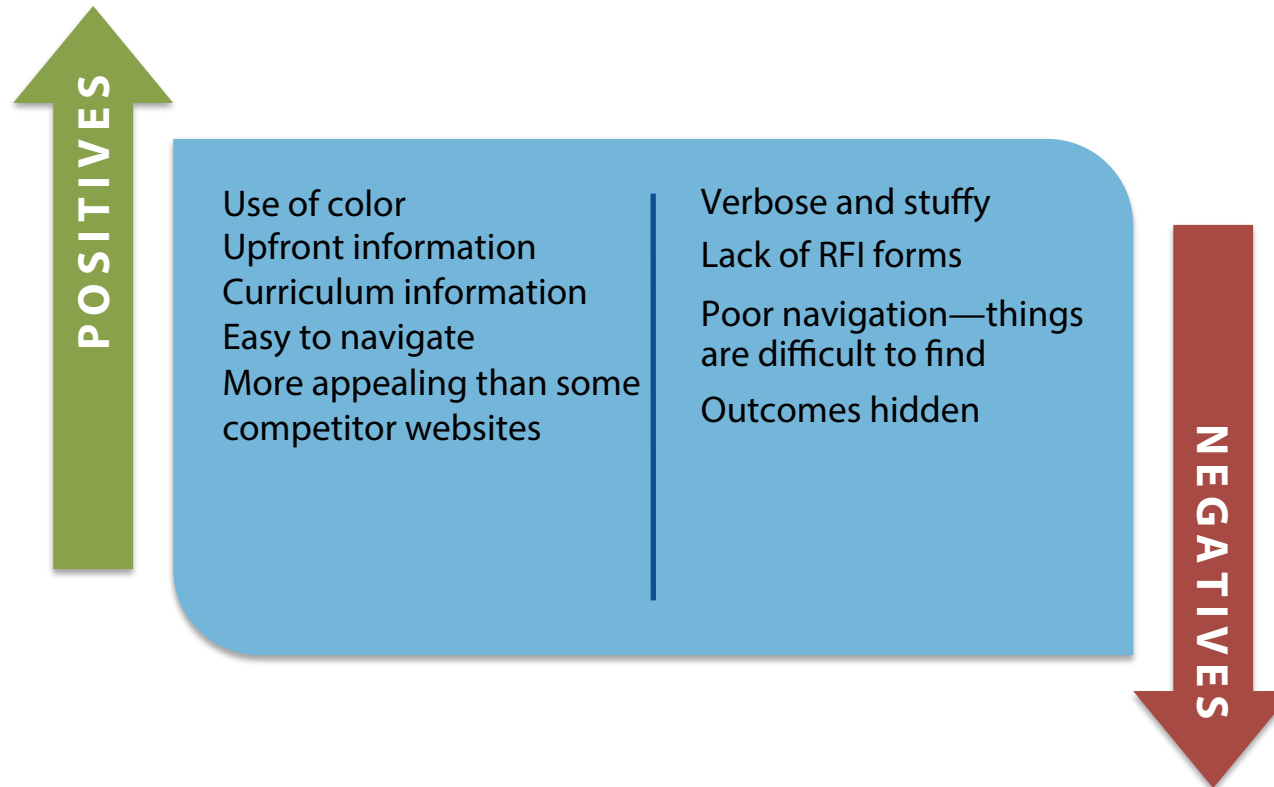 POSITIVES
Use of color
Upfront information
Curriculum information
Easy to navigate
More appealing than some
competitor websites
Verbose and stuffy
Lack of RFI forms
Poor navigation—things
are difficult to find
Outcomes hidden
NEGATIVES